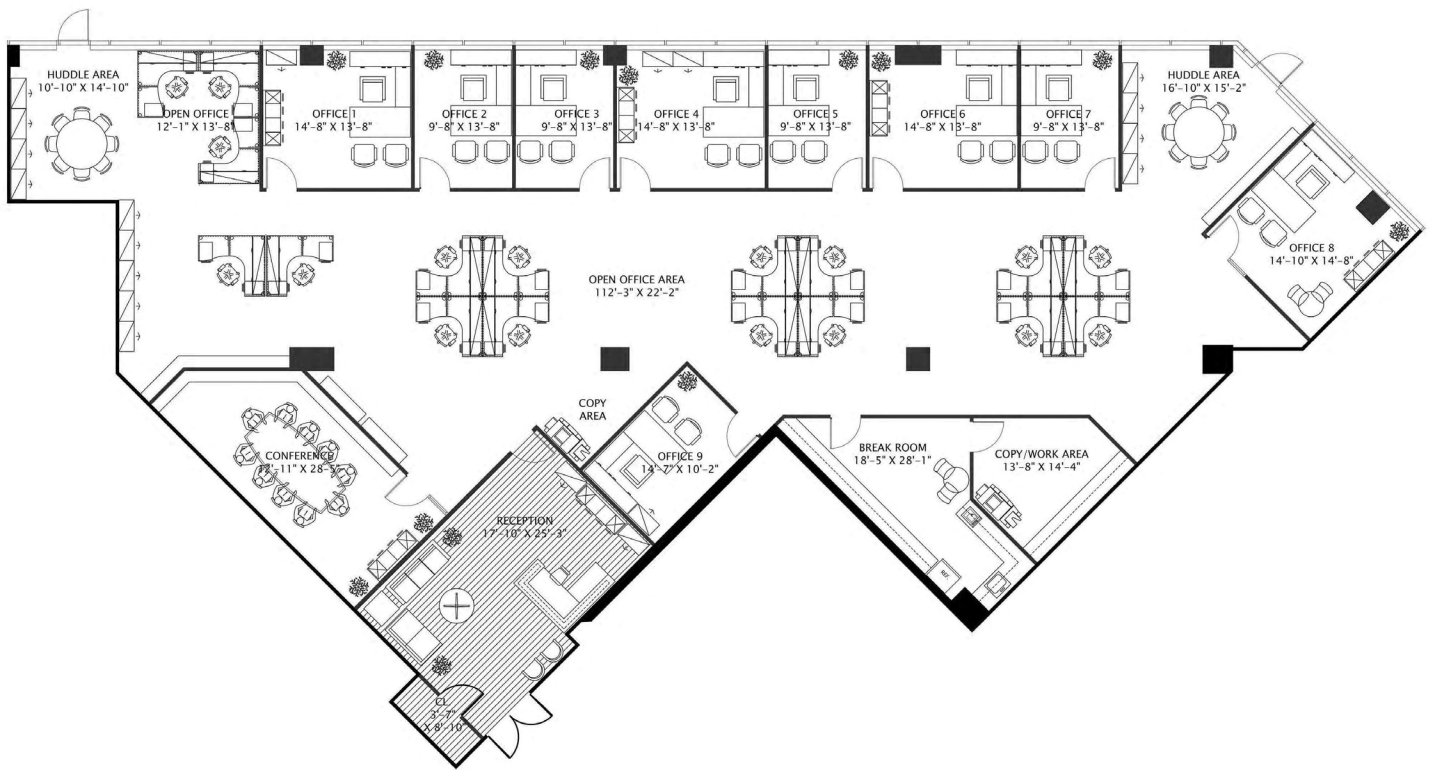 HUDDLE AREA
10'-10" X 14'-10"
OPEN OFFICE
12'-1" X 13'-8"
OFFICE 1
14'-8" X 13'-8"
OFFICE 2
9'-8" X 13'-8"
OFFICE 3
9'-8" X 13'-8"
OFFICE 4
14'-8" X 13'-8"
OFFICE 5
9'-8" X 13'-8"
OFFICE 6
14'-8" X 13'-8"
OFFICE 7
9'-8" X 13'-8"
HUDDLE AREA
16'-10" X 15'-2"
OFFICE 8
14'-10" X 14'-8"
OPEN OFFICE AREA
112'-3" X 22'-2"
COPY
AREA
CONFERENCE
12'-11" X 28'-5"
OFFICE 9
14'-7" X 10'-2"
BREAK ROOM
18'-5" X 28'-1"
COPY/WORK AREA
13'-8" X 14'-4"
RECEPTION
17'-10" X 25'-3"
REF.
CL
3'-7"
X 8'-10"